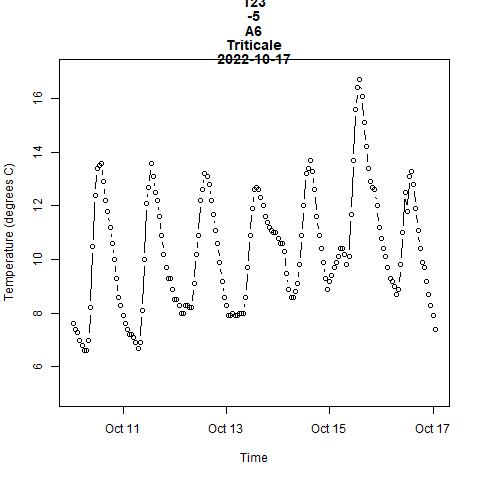 123
-5
A6
Triticale
2022-10-17
Temperature (degrees C)
16
14
12
10
8
6
Oct 11
Oct 13
Oct 15
Oct 17
Time